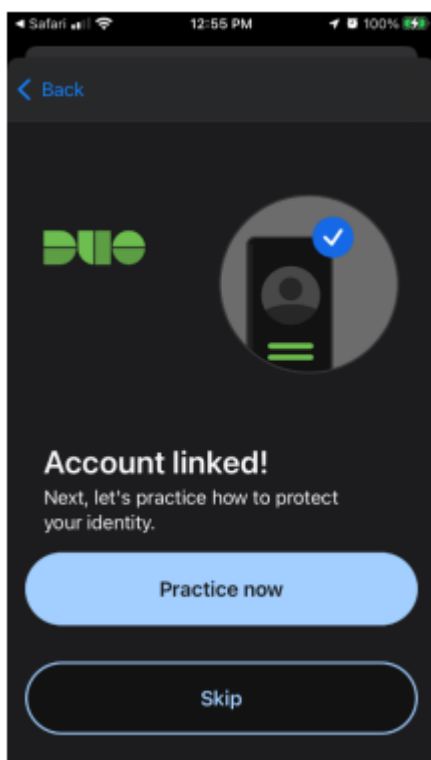 Safari 12:55 PM 100%
Back
DUO
Account linked!
Next, let's practice how to protect
your identity.
Practice now
Skip